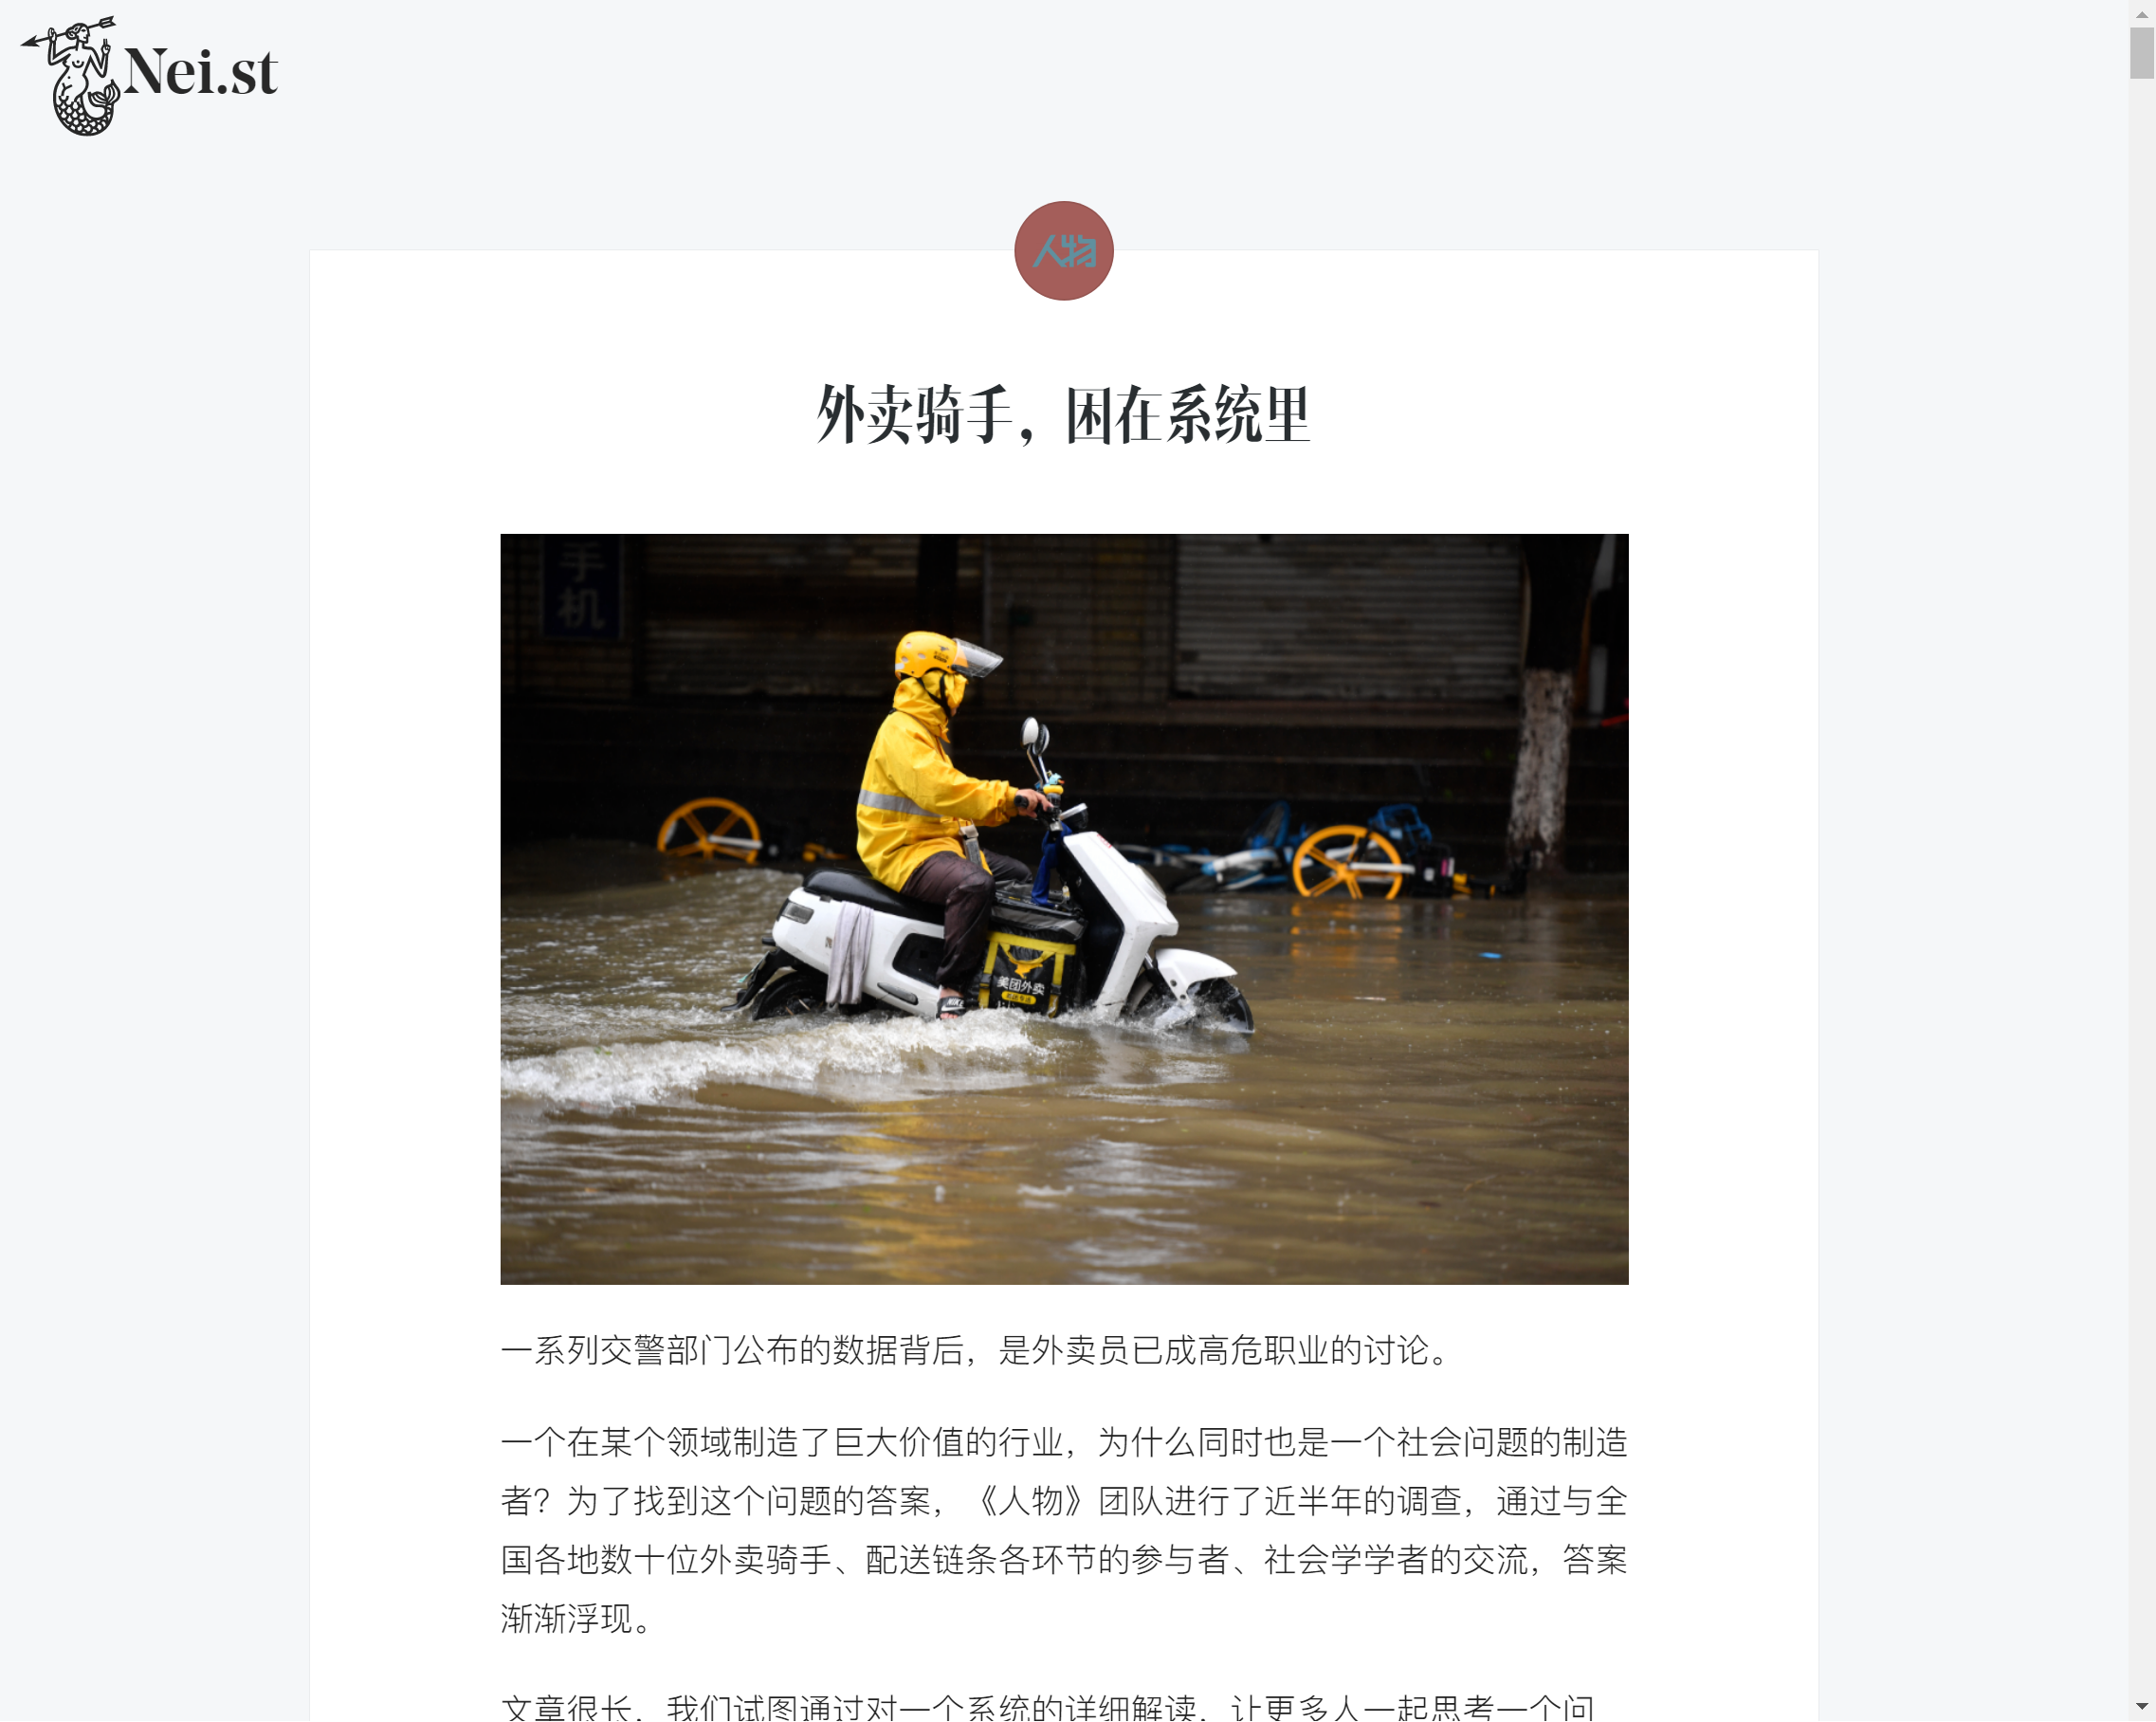 Nei.st
人物
外卖骑手，困在系统里
手机
美团外卖
一系列交警部门公布的数据背后，是外卖员已成高危职业的讨论。
一个在某个领域制造了巨大价值的行业，为什么同时也是一个社会问题的制造
者？为了找到这个问题的答案，《人物》团队进行了近半年的调查，通过与全
国各地数十位外卖骑手、配送链条各环节的参与者、社会学学者的交流，答案
渐渐浮现。
文章很长，我们试图通过对一个系统的详细解读，让更多人一起思考一个问